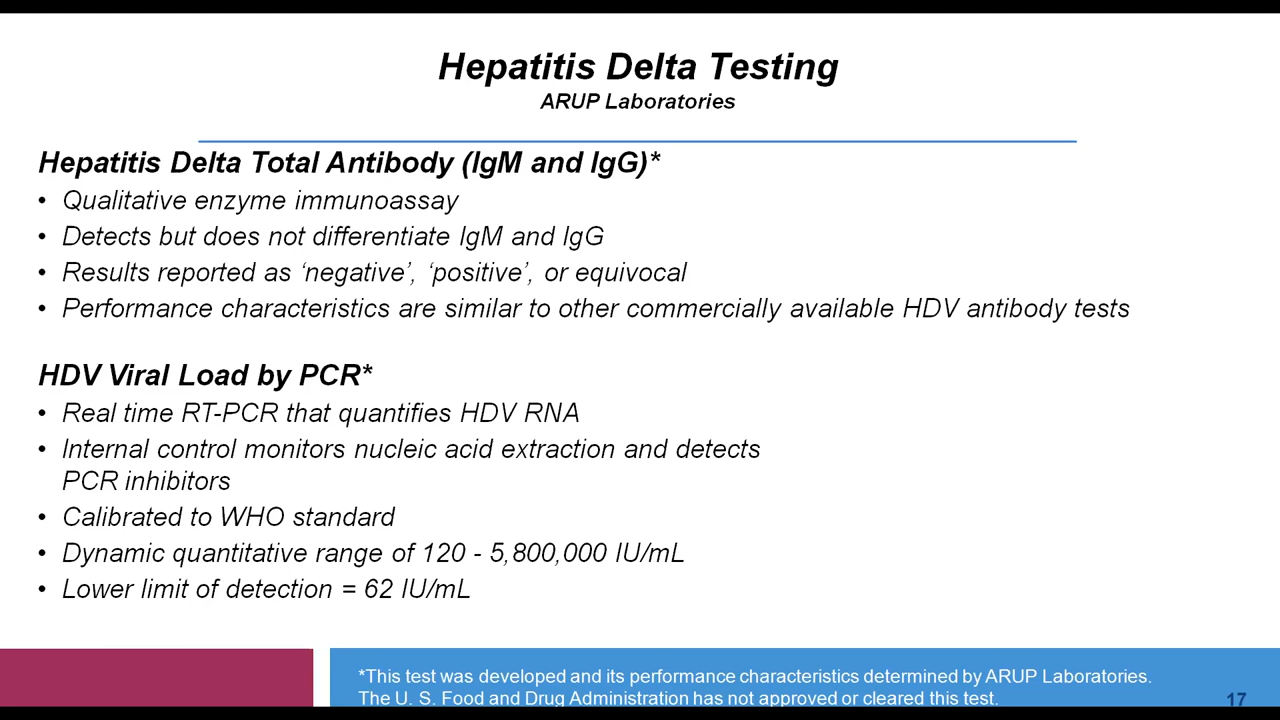 Hepatitis Delta Testing
ARUP Laboratories
Hepatitis Delta Total Antibody (IgM and IgG)*
• Qualitative enzyme immunoassay
• Detects but does not differentiate IgM and IgG
• Results reported as ‘negative’, ‘positive’, or equivocal
• Performance characteristics are similar to other commercially available HDV antibody tests
HDV Viral Load by PCR*
• Real time RT-PCR that quantifies HDV RNA
• Internal control monitors nucleic acid extraction and detects
PCR inhibitors
• Calibrated to WHO standard
• Dynamic quantitative range of 120 - 5,800,000 IU/mL
• Lower limit of detection = 62 IU/mL
*This test was developed and its performance characteristics determined by ARUP Laboratories.
The U. S. Food and Drug Administration has not approved or cleared this test.
17